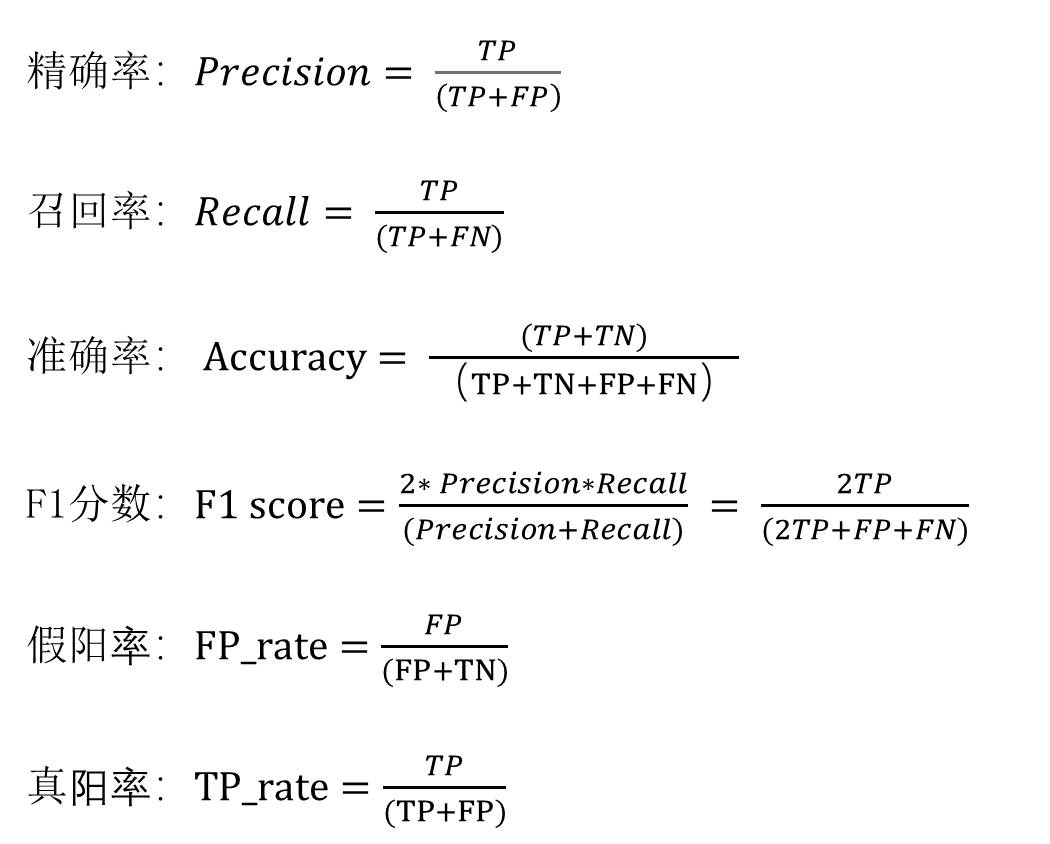 精确率： Precision = TP / (TP+FP)
召回率： Recall = TP / (TP+FN)
准确率： Accuracy = (TP+TN) / （TP+TN+FP+FN）
F1分数： F1 score = 2* Precision*Recall / (Precision+Recall) = 2TP / (2TP+FP+FN)
假阳率： FP_rate = FP / (FP+TN)
真阳率： TP_rate = TP / (TP+FP)